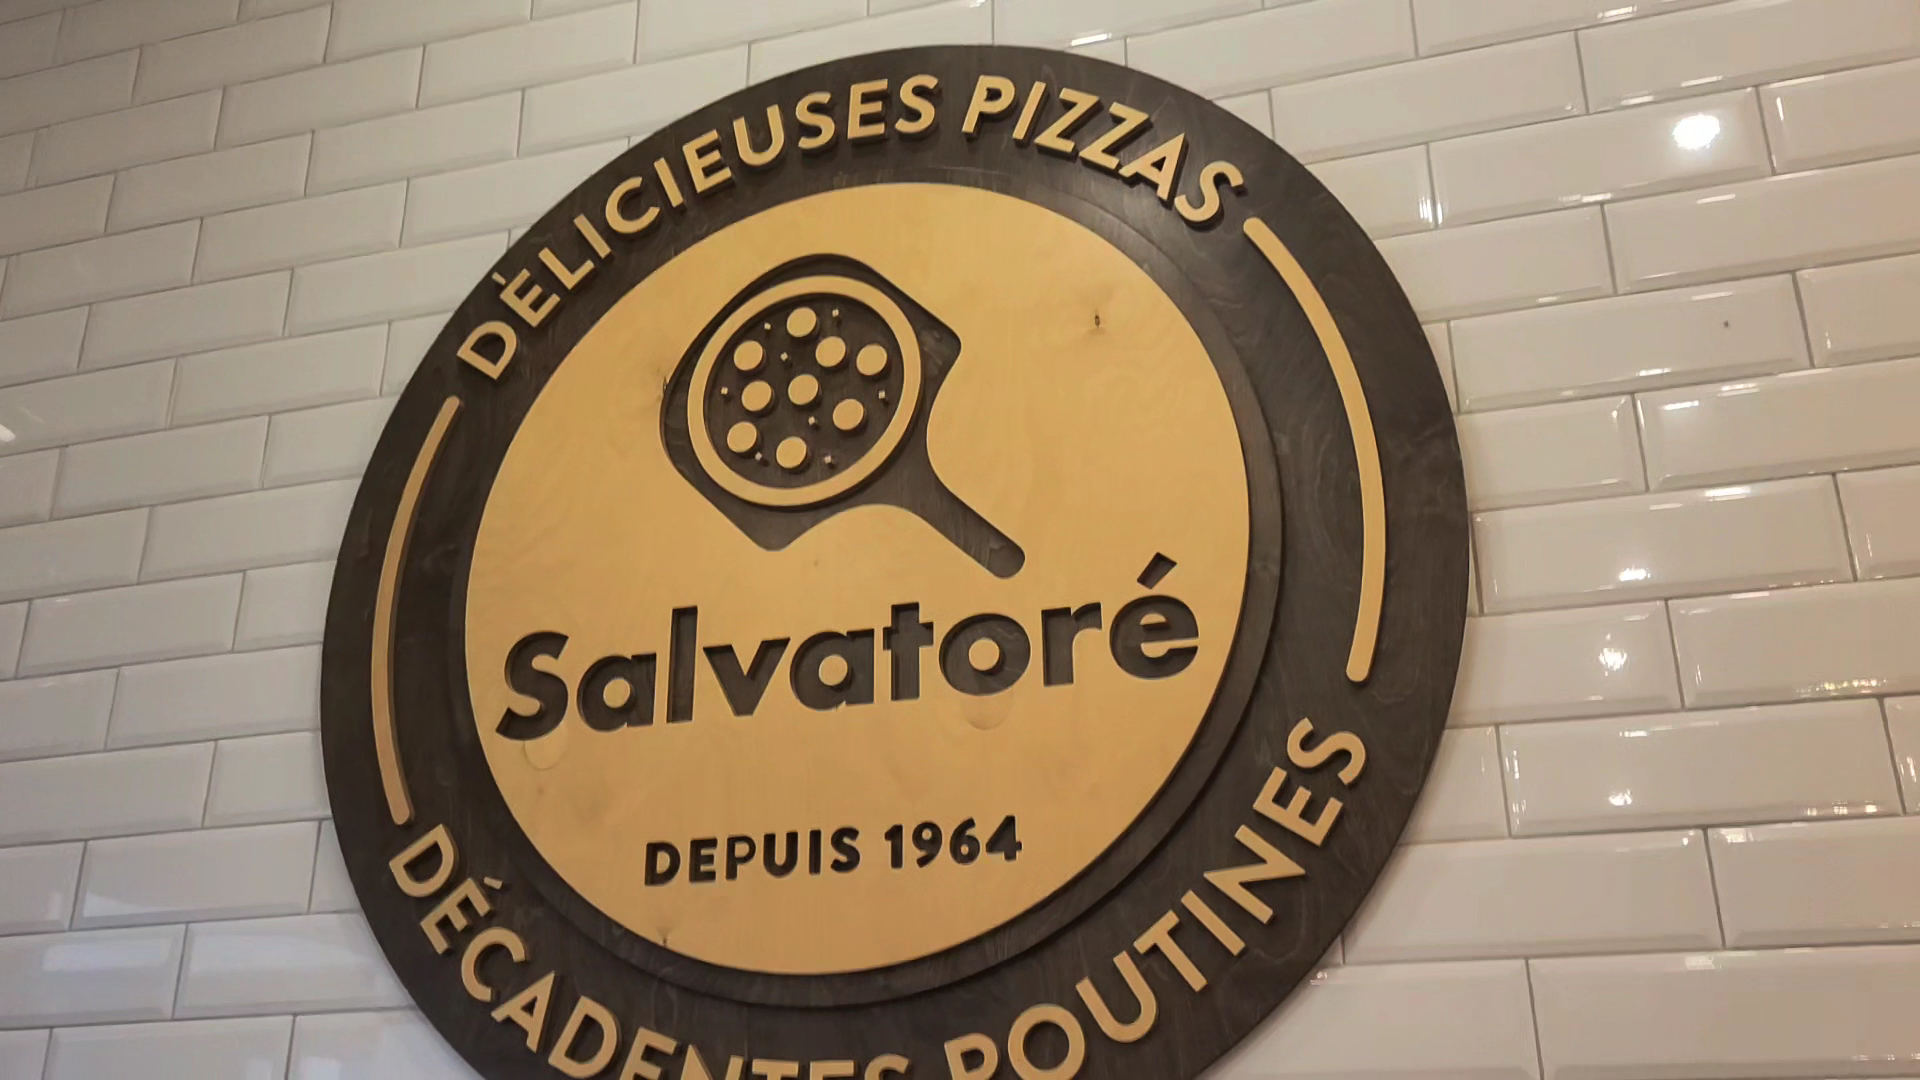 DÉLICIEUSES PIZZAS
Salvatoré
DEPUIS 1964
DÉCADENTES POUTINES